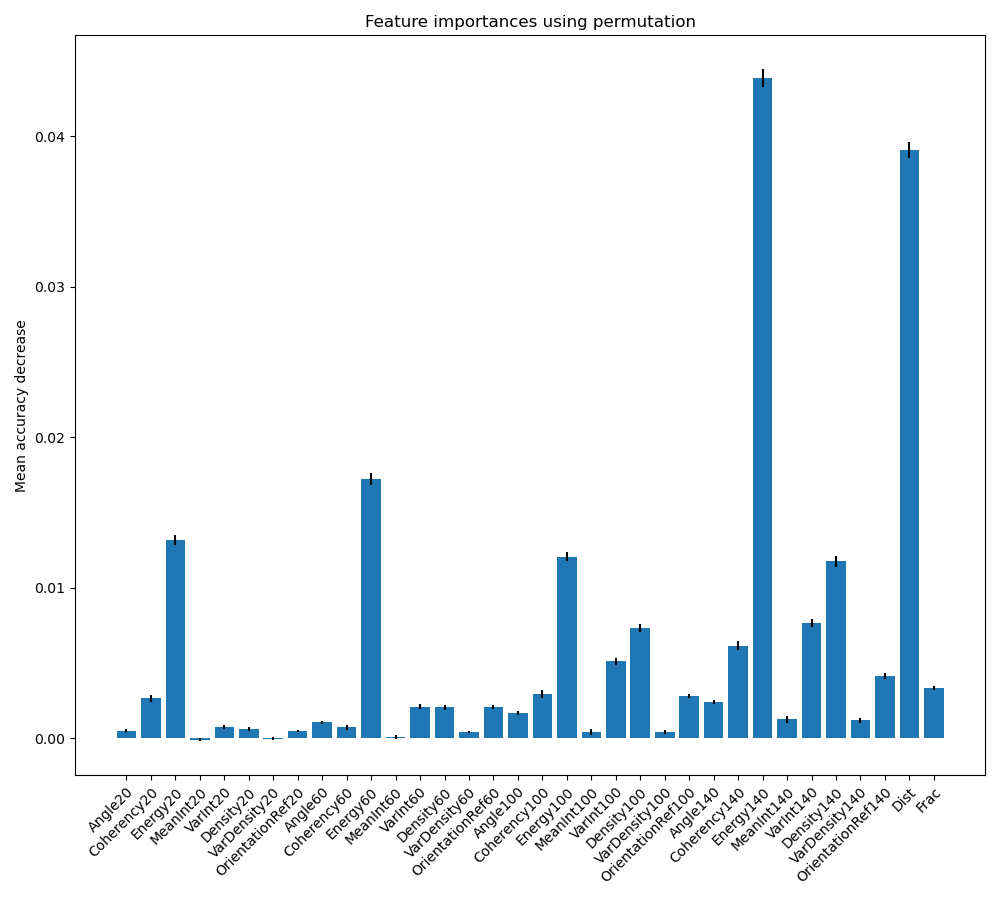 Feature importances using permutation
Mean accuracy decrease
0.04
0.03
0.02
0.01
0.00
Angle20
Coherency20
Energy20
MeanInt20
VarInt20
Density20
VarDensity20
OrientationRef20
Angle60
Coherency60
Energy60
MeanInt60
VarInt60
Density60
VarDensity60
OrientationRef60
Angle100
Coherency100
Energy100
MeanInt100
VarInt100
Density100
VarDensity100
OrientationRef100
Angle140
Coherency140
Energy140
MeanInt140
VarInt140
Density140
VarDensity140
OrientationRef140
Dist
Frac